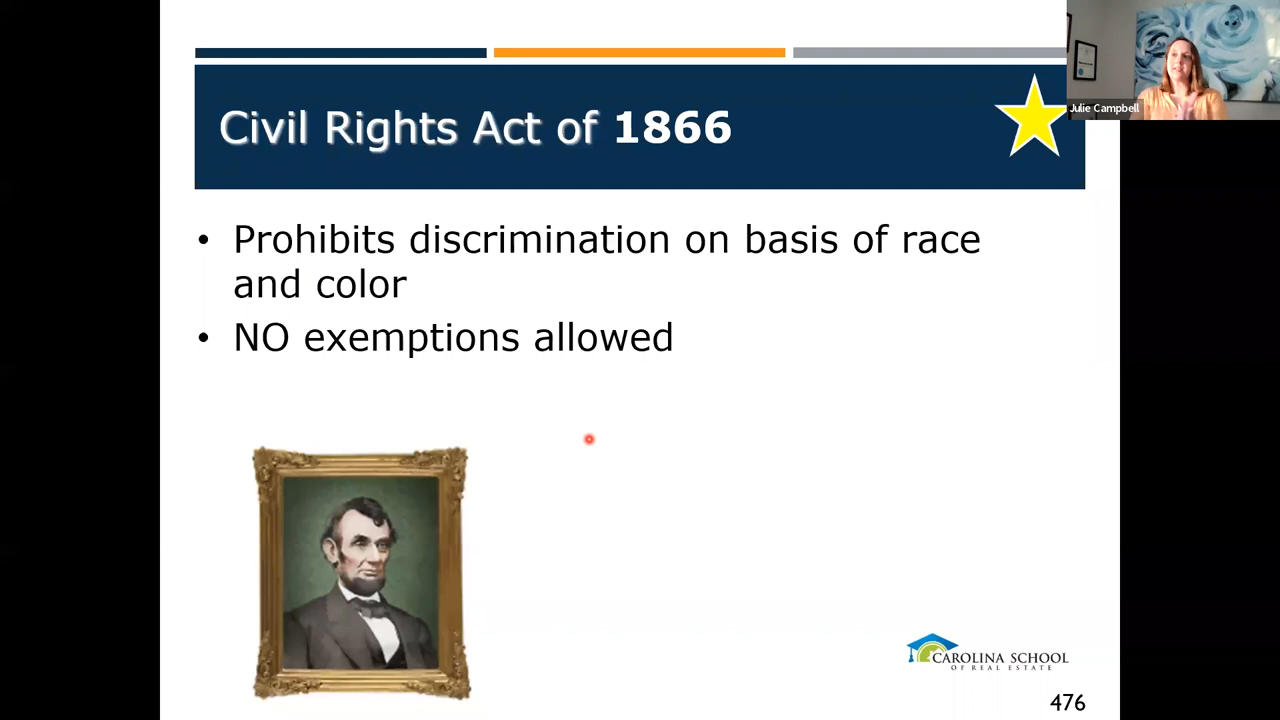 Civil Rights Act of 1866
Julie Campbell
• Prohibits discrimination on basis of race
and color
• NO exemptions allowed
CAROLINA SCHOOL
OF REAL ESTATE
476